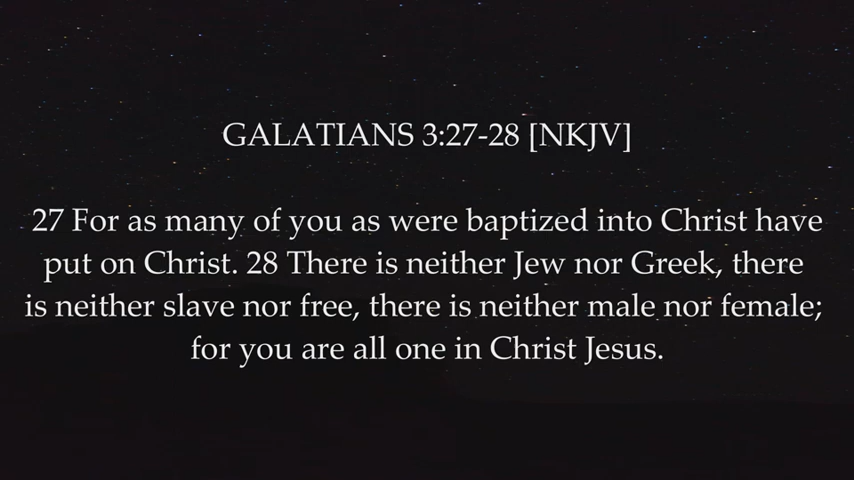 GALATIANS 3:27-28 [NKJV]
27 For as many of you as were baptized into Christ have
put on Christ. 28 There is neither Jew nor Greek, there
is neither slave nor free, there is neither male nor female;
for you are all one in Christ Jesus.